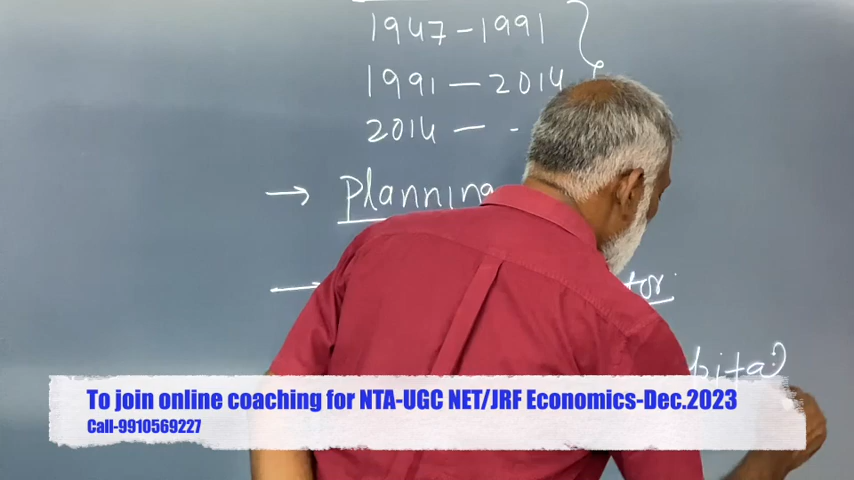 1947-1991
1991-2014
2014 - -
→ Planning
To join online coaching for NTA-UGC NET/JRF Economics-Dec.2023
Call-9910569227